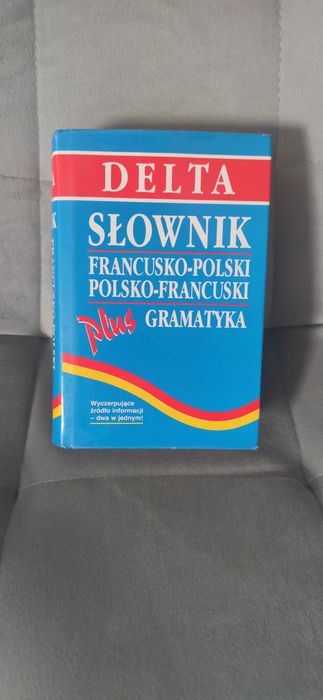 DELTA
SŁOWNIK
FRANCUSKO-POLSKI
POLSKO-FRANCUSKI
plus GRAMATYKA
Wyczerpujące
źródło informacji
– dwa w jednym!